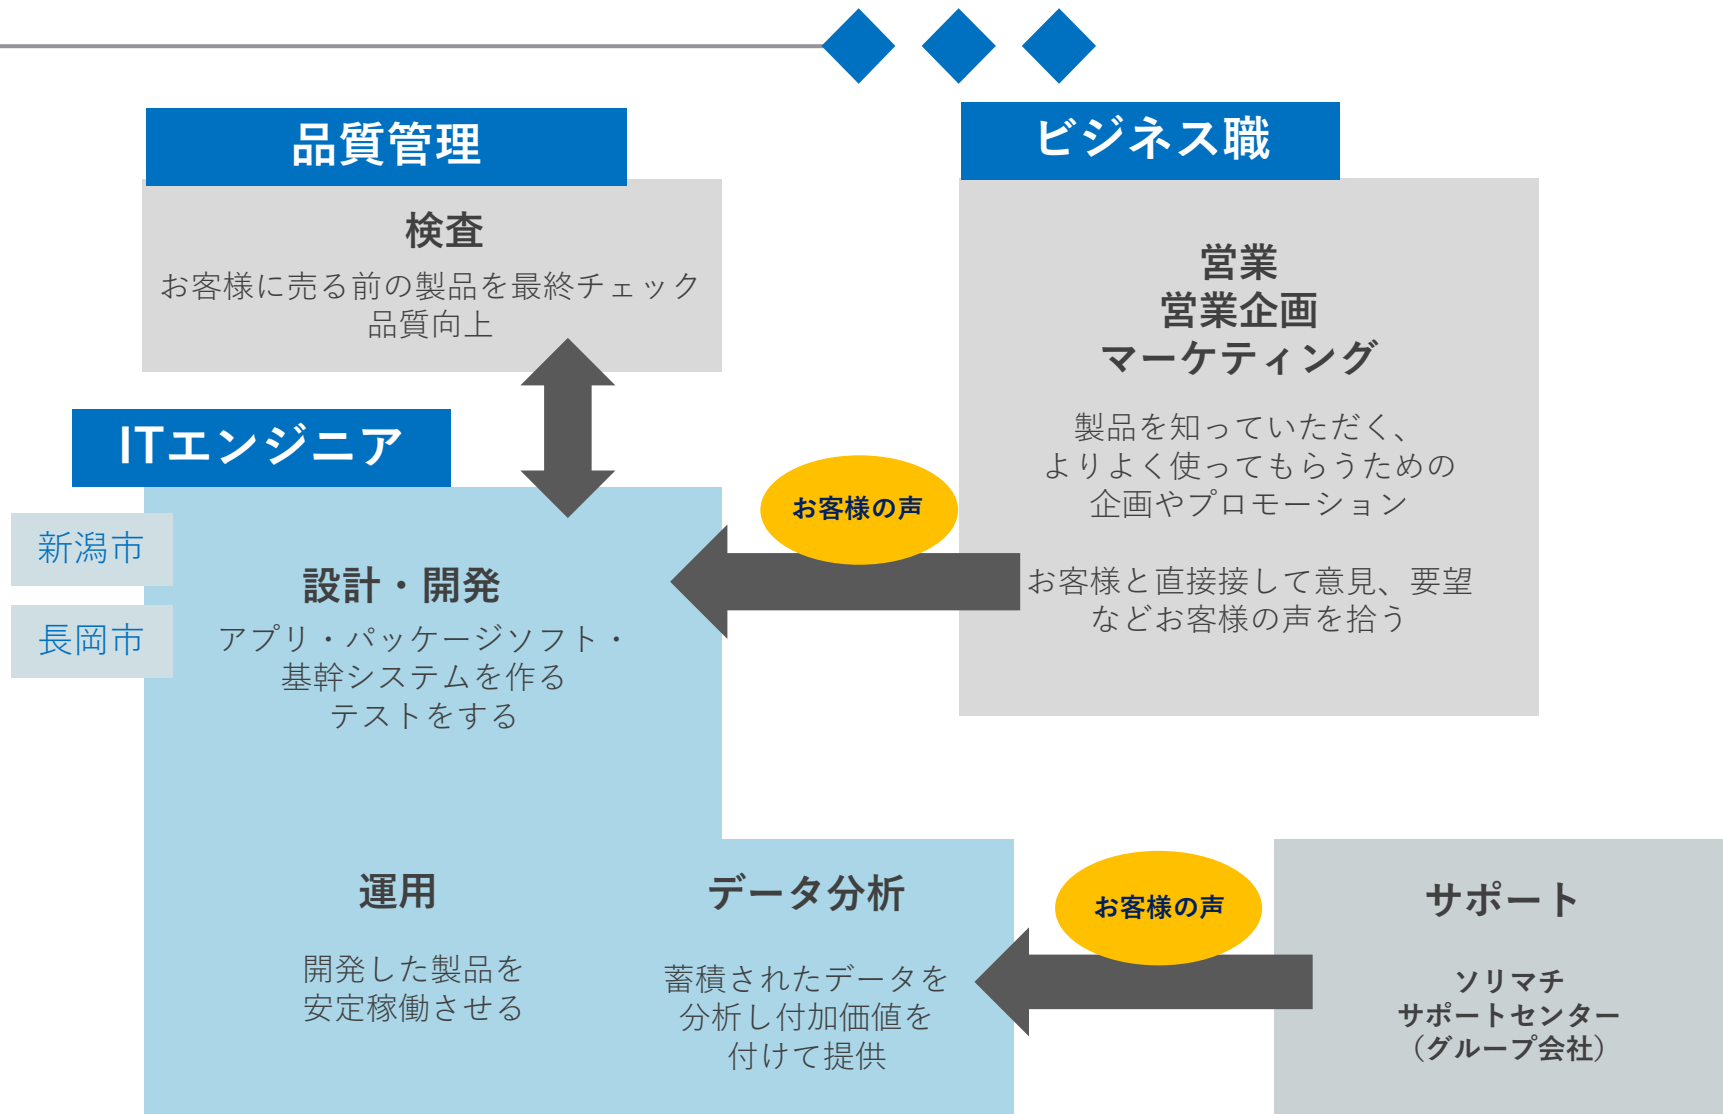 品質管理
検査
お客様に売る前の製品を最終チェック
品質向上
ビジネス職
営業
営業企画
マーケティング
製品を知っていただく、
よりよく使ってもらうための
企画やプロモーション
お客様と直接接して意見、要望
などお客様の声を拾う
お客様の声
ITエンジニア
新潟市
長岡市
設計・開発
アプリ・パッケージソフト・
基幹システムを作る
テストをする
運用
開発した製品を
安定稼働させる
データ分析
蓄積されたデータを
分析し付加価値を
付けて提供
お客様の声
サポート
ソリマチ
サポートセンター
（グループ会社）